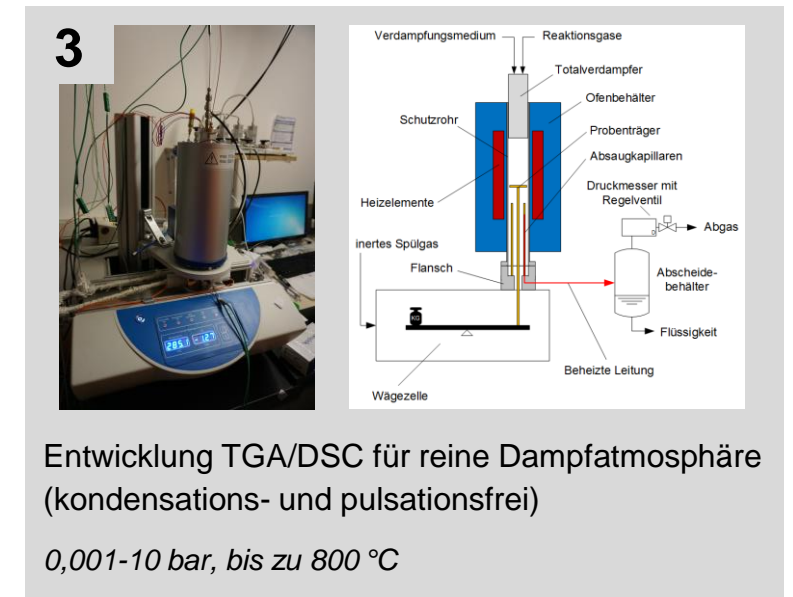 3
Verdampfungsmedium
Reaktionsgase
Totalverdampfer
Ofenbehälter
Schutzrohr
Probenträger
Absaugkapillaren
Druckmesser mit
Regelventil
Heizelemente
Abgas
inertes Spülgas
Flansch
Abscheide-
behälter
KG
Flüssigkeit
Beheizte Leitung
Wägezelle
Entwicklung TGA/DSC für reine Dampfatmosphäre
(kondensations- und pulsationsfrei)
0,001-10 bar, bis zu 800 °C